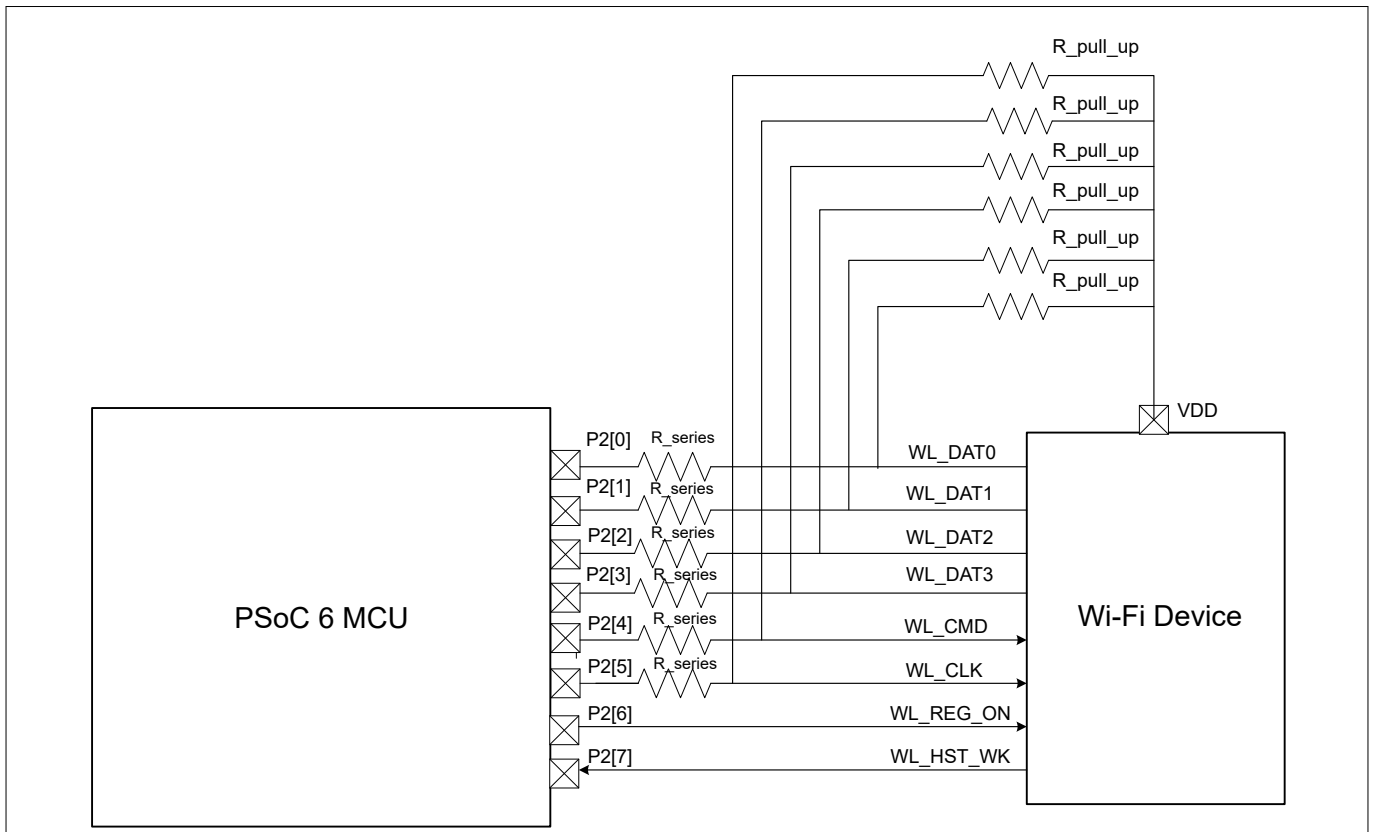 R_pull_up
R_pull_up
R_pull_up
R_pull_up
R_pull_up
R_pull_up
VDD
P2[0] R_series WL_DAT0
P2[1] R_series WL_DAT1
P2[2] R_series WL_DAT2
P2[3] R_series WL_DAT3
PSoC 6 MCU
Wi-Fi Device
P2[4] R_series WL_CMD
P2[5] R_series WL_CLK
P2[6] WL_REG_ON
P2[7] WL_HST_WK